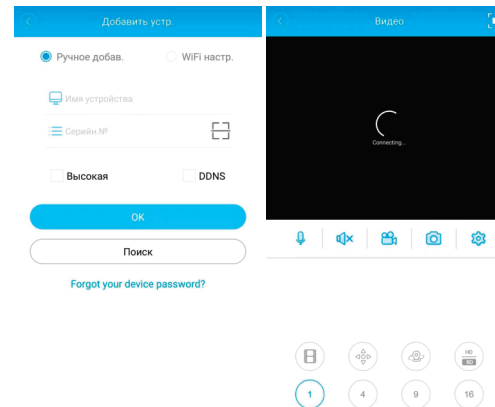 Добавить устр.
Ручное добав.
WiFi настр.
Имя устройства
Серийн.№
Высокая
DDNS
OK
Поиск
Forgot your device password?
Видео
Connecting...
HD
SD
1
4
9
16